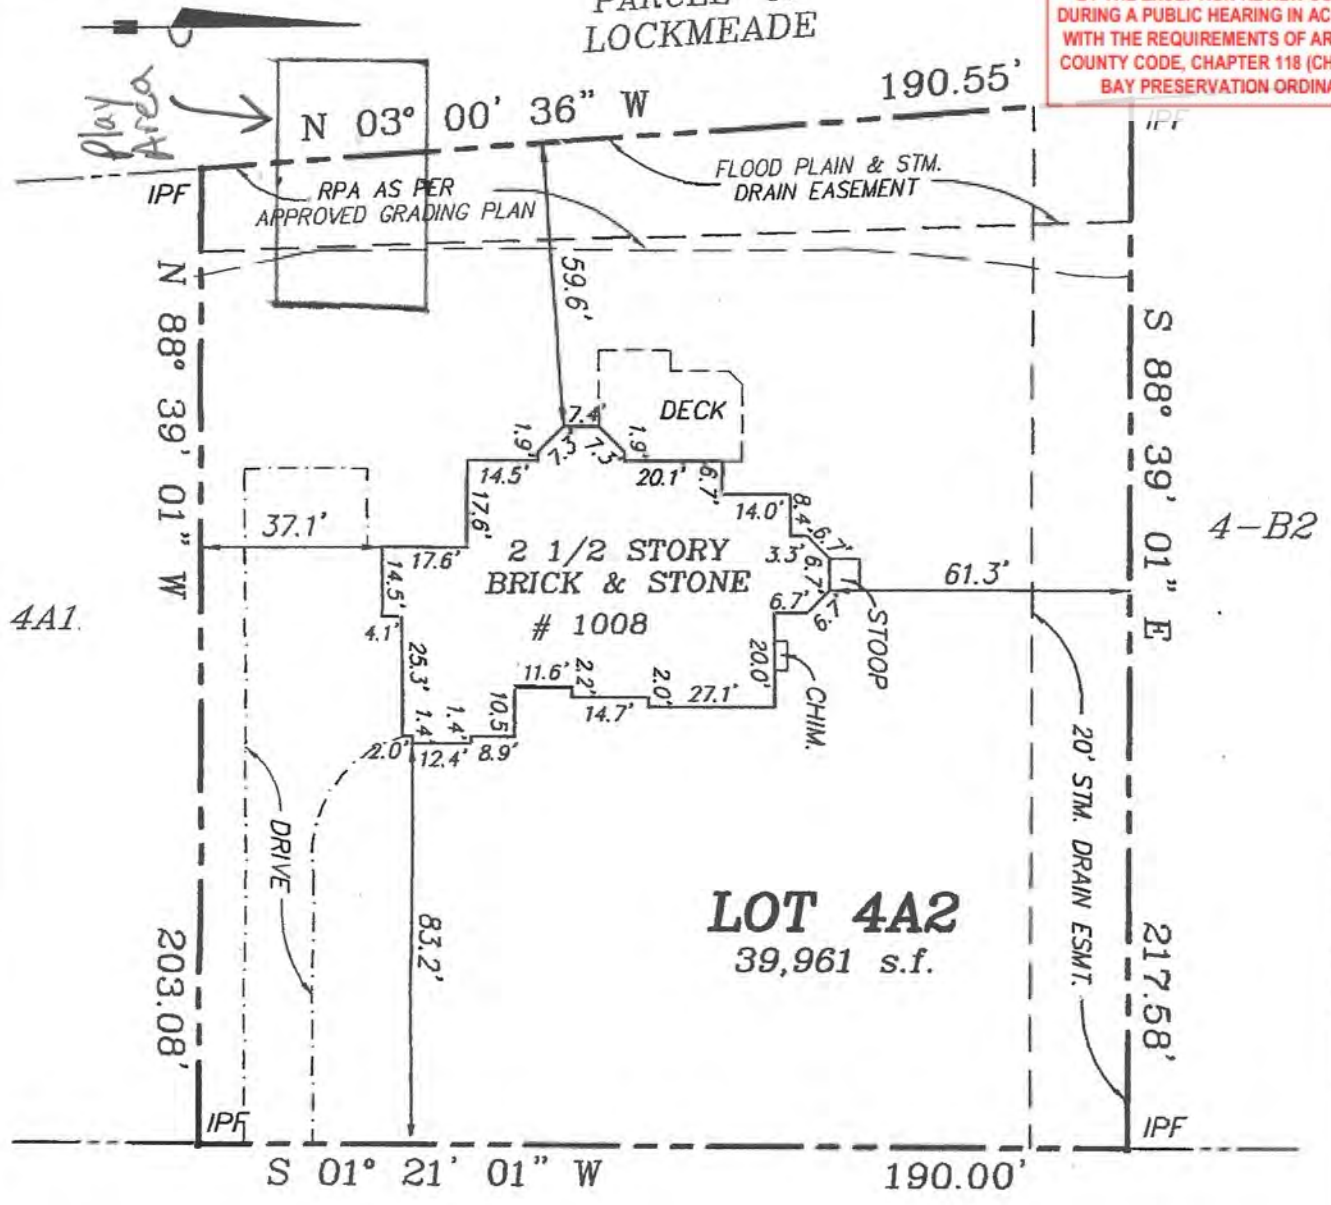 LOCKMEADE
DURING A PUBLIC HEARING IN AC
WITH THE REQUIREMENTS OF AR
COUNTY CODE, CHAPTER 118 (CH
BAY PRESERVATION ORDINA
Play
Area
N 03° 00' 36" W
190.55'
IPF
IPF
RPA AS PER
APPROVED GRADING PLAN
FLOOD PLAIN & STM.
DRAIN EASEMENT
N 88° 39' 01" W
203.08'
S 88° 39' 01" E
217.58'
59.6'
DECK
7.4'
1.9'
7.3'
7.3'
1.9'
14.5'
20.1'
6.7'
17.6'
14.0'
8.4'
37.1'
17.6'
2 1/2 STORY
BRICK & STONE
# 1008
3.3'
6.7'
6.7'
6.7'
6.7'
61.3'
STOOP
4-B2
4A1
14.5'
4.1'
25.3'
11.6'
2.2'
14.7'
2.0'
27.1'
20.0'
CHIM.
10.5
1.4'
1.4'
2.0'
12.4'
8.9'
DRIVE
83.2'
20' STM. DRAIN ESMT.
LOT 4A2
39,961 s.f.
IPF
IPF
S 01° 21' 01" W
190.00'